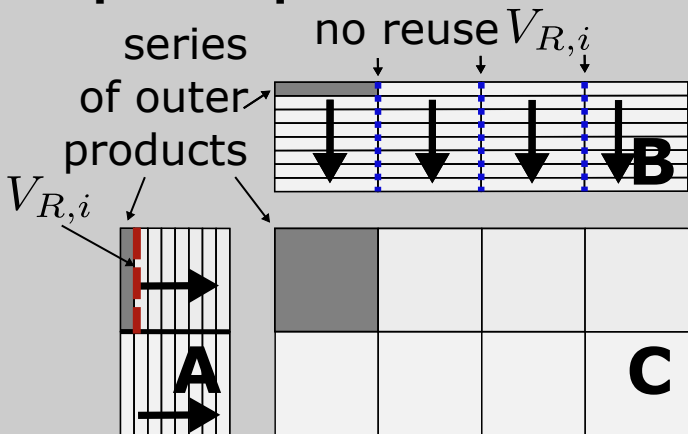 series
of outer
products
no reuse V_{R,i}
V_{R,i}
B
A
C